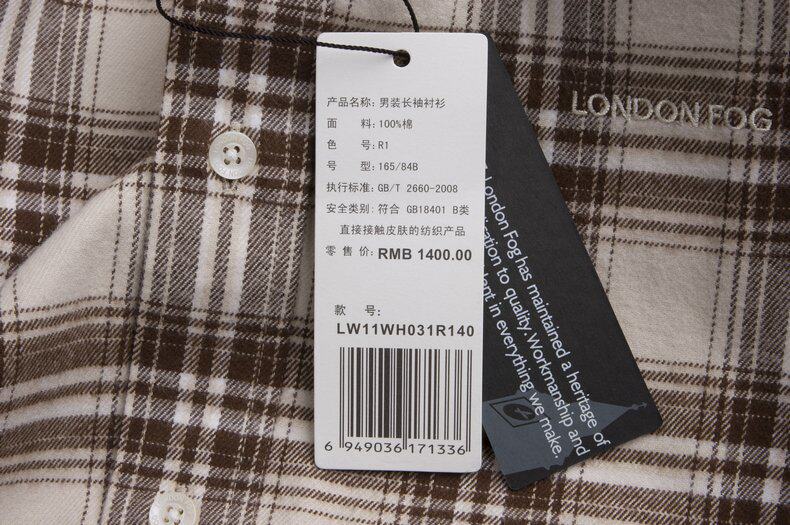 产品名称: 男装长袖衬衫
面 料: 100%棉
色 号: R1
号 型: 165/84B
执行标准: GB/T 2660-2008
安全类别: 符合 GB18401 B类
直接接触皮肤的纺织产品
零 售 价: RMB 1400.00
款 号:
LW11WH031R140
6 949036 171336
LONDON FOG
London Fog has maintained a heritage of
to quality. Workmanship and
in everything we make.